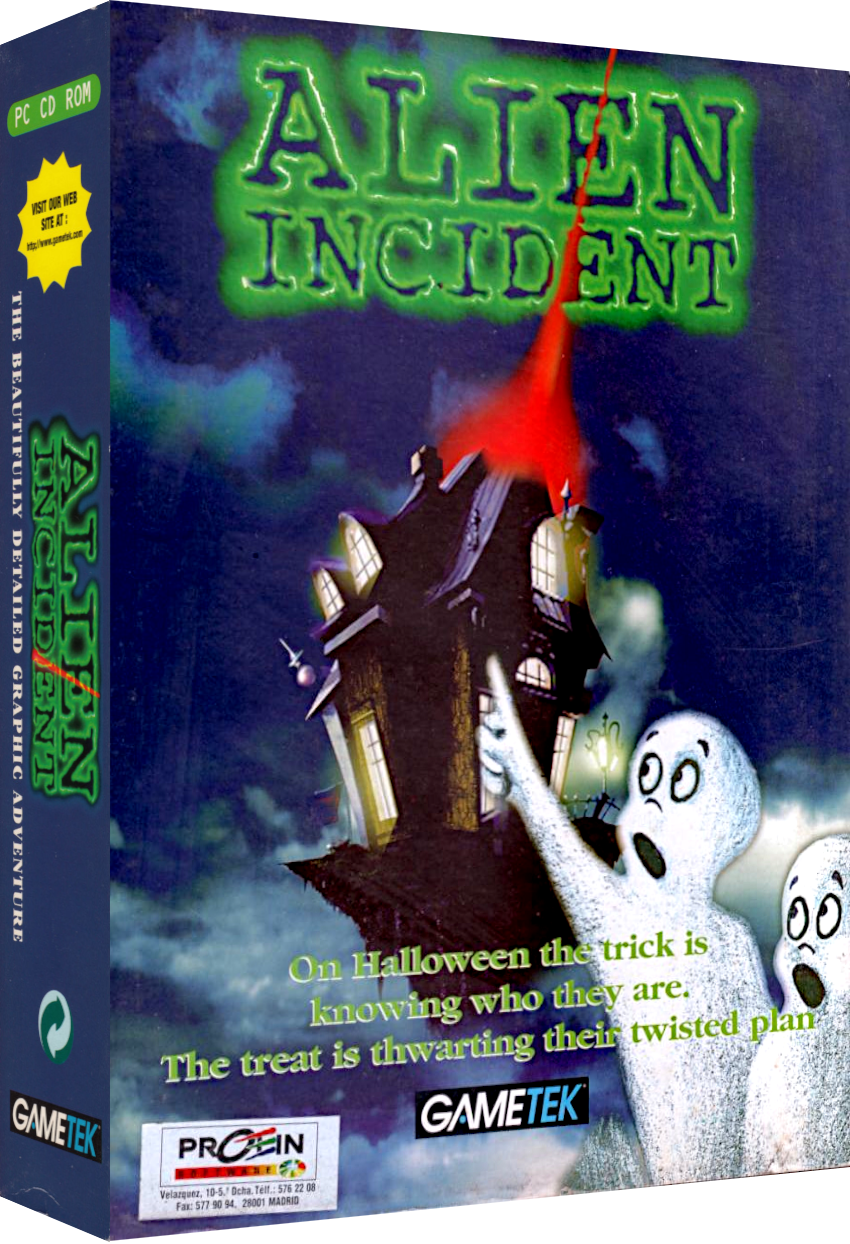 PC CD ROM
VISIT OUR WEB
SITE AT :
http://www.gametek.com
THE BEAUTIFULLY DETAILED GRAPHIC ADVENTURE
ALIEN
INCIDENT
GAMETEK
ALIEN
INCIDENT
On Halloween the trick is
knowing who they are.
The treat is thwarting their twisted plan
GAMETEK
PROEIN
SOFTWARE
Velazquez, 10-5.º Dcha. Telf.: 576 22 08
Fax: 577 90 94. 28001 MADRID